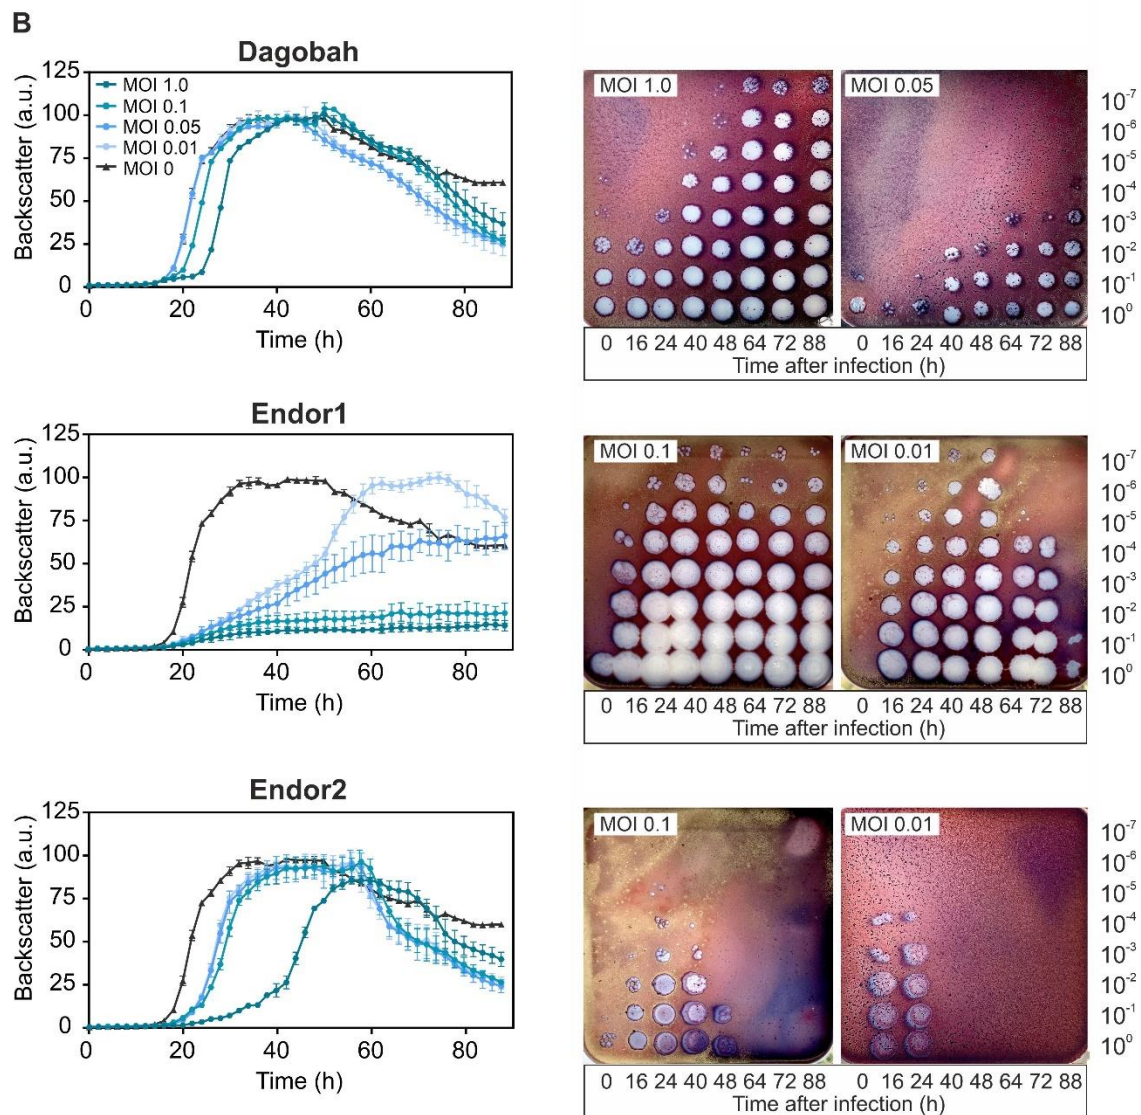 B
Dagobah
125
100
75
50
25
0
Backscatter (a.u.)
MOI 1.0
MOI 0.1
MOI 0.05
MOI 0.01
MOI 0
0 20 40 60 80
Time (h)
MOI 1.0
MOI 0.05
10⁻⁷
10⁻⁶
10⁻⁵
10⁻⁴
10⁻³
10⁻²
10⁻¹
10⁰
0 16 24 40 48 64 72 88
0 16 24 40 48 64 72 88
Time after infection (h)
Time after infection (h)
Endor1
125
100
75
50
25
0
Backscatter (a.u.)
0 20 40 60 80
Time (h)
MOI 0.1
MOI 0.01
10⁻⁷
10⁻⁶
10⁻⁵
10⁻⁴
10⁻³
10⁻²
10⁻¹
10⁰
0 16 24 40 48 64 72 88
0 16 24 40 48 64 72 88
Time after infection (h)
Time after infection (h)
Endor2
125
100
75
50
25
0
Backscatter (a.u.)
0 20 40 60 80
Time (h)
MOI 0.1
MOI 0.01
10⁻⁷
10⁻⁶
10⁻⁵
10⁻⁴
10⁻³
10⁻²
10⁻¹
10⁰
0 16 24 40 48 64 72 88
0 16 24 40 48 64 72 88
Time after infection (h)
Time after infection (h)